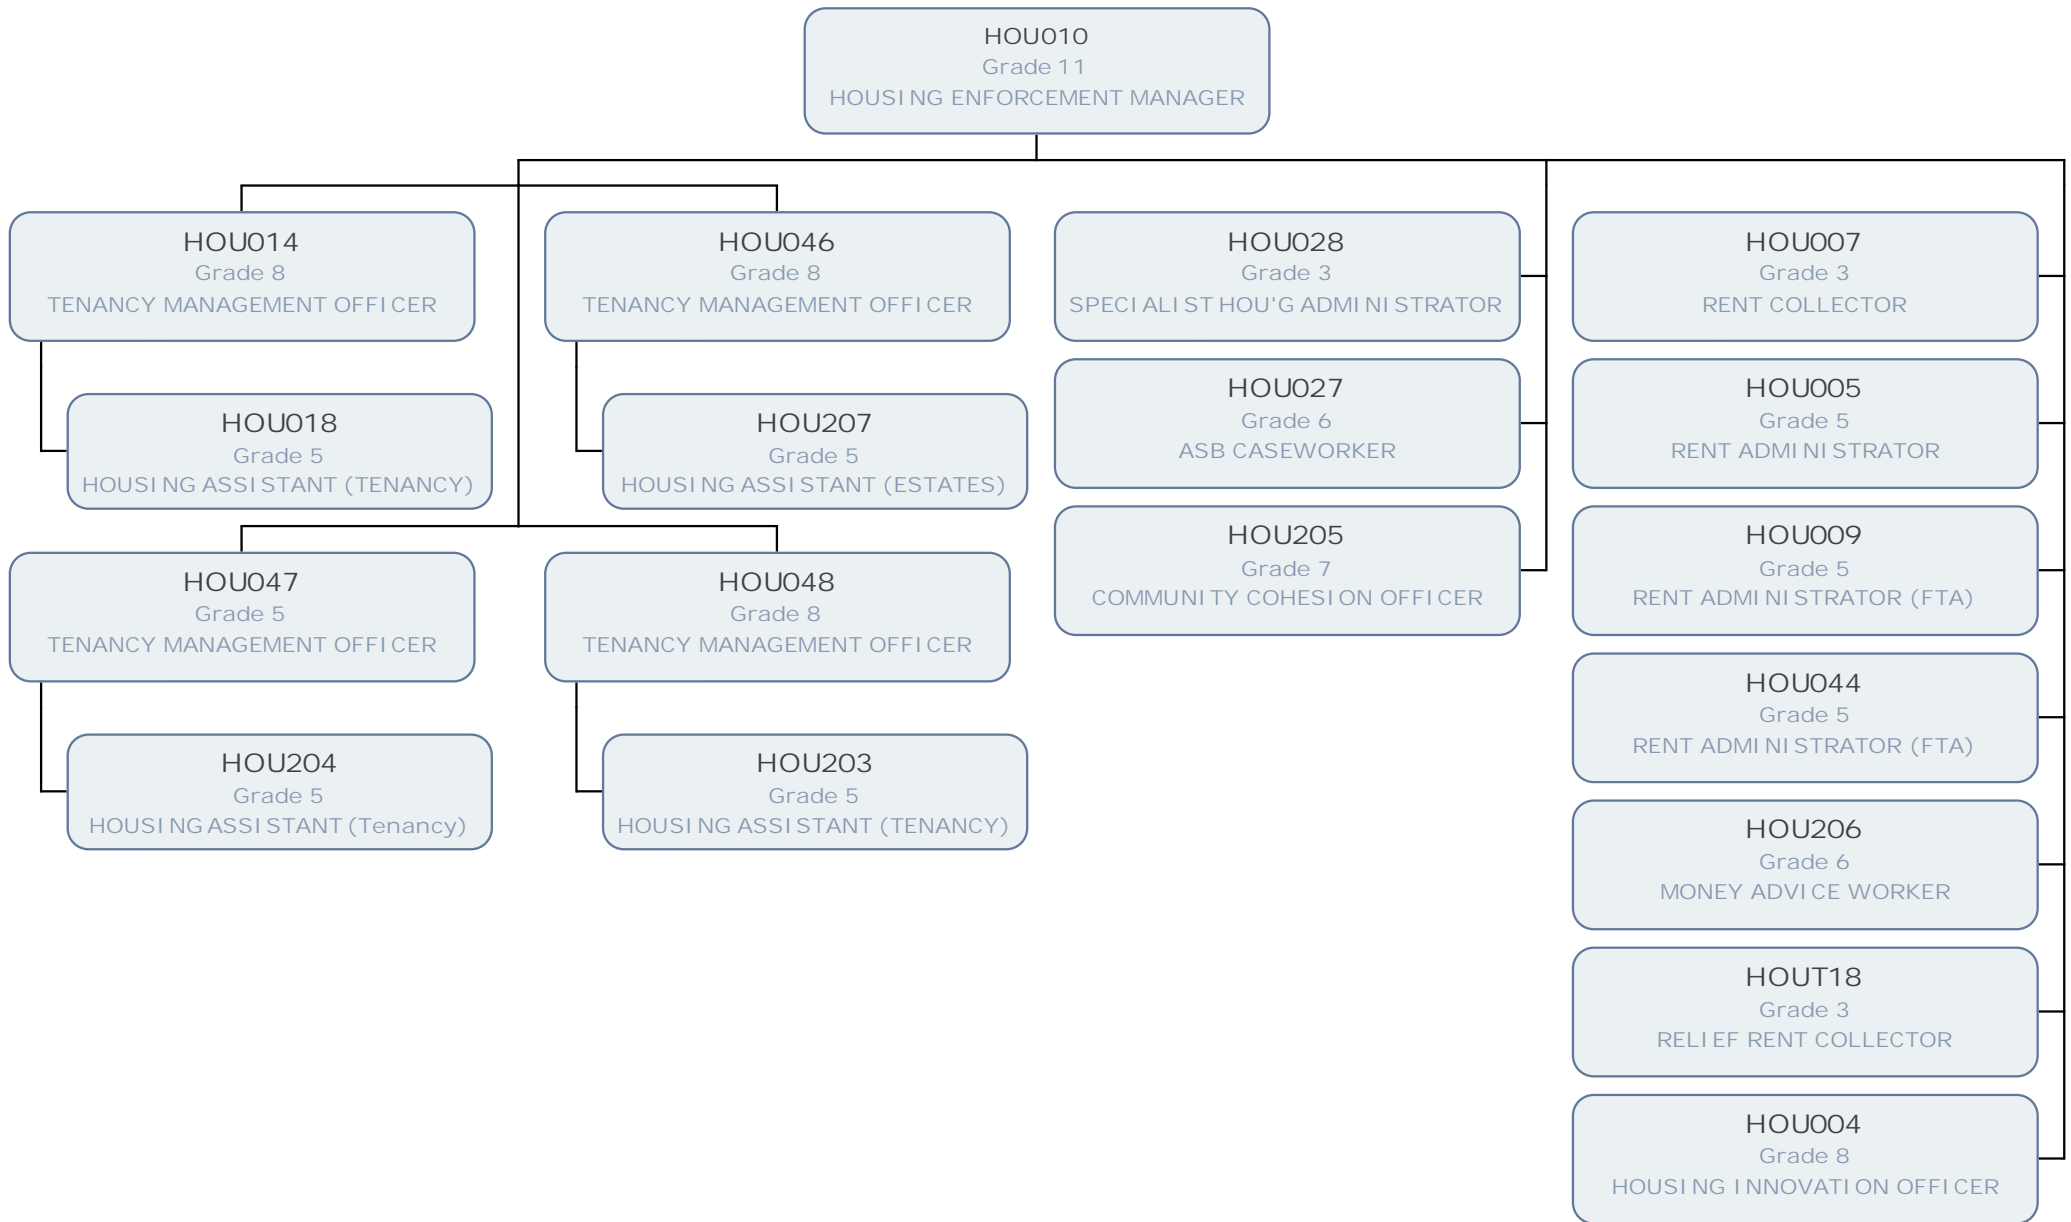 HOU010
Grade 11
HOUSING ENFORCEMENT MANAGER
HOU014
Grade 8
TENANCY MANAGEMENT OFFICER
HOU018
Grade 5
HOUSING ASSISTANT (TENANCY)
HOU046
Grade 8
TENANCY MANAGEMENT OFFICER
HOU207
Grade 5
HOUSING ASSISTANT (ESTATES)
HOU047
Grade 5
TENANCY MANAGEMENT OFFICER
HOU204
Grade 5
HOUSING ASSISTANT (Tenancy)
HOU048
Grade 8
TENANCY MANAGEMENT OFFICER
HOU203
Grade 5
HOUSING ASSISTANT (TENANCY)
HOU028
Grade 3
SPECIALIST HOU'G ADMINISTRATOR
HOU027
Grade 6
ASB CASEWORKER
HOU205
Grade 7
COMMUNITY COHESION OFFICER
HOU007
Grade 3
RENT COLLECTOR
HOU005
Grade 5
RENT ADMINISTRATOR
HOU009
Grade 5
RENT ADMINISTRATOR (FTA)
HOU044
Grade 5
RENT ADMINISTRATOR (FTA)
HOU206
Grade 6
MONEY ADVICE WORKER
HOUT18
Grade 3
RELIEF RENT COLLECTOR
HOU004
Grade 8
HOUSING INNOVATION OFFICER